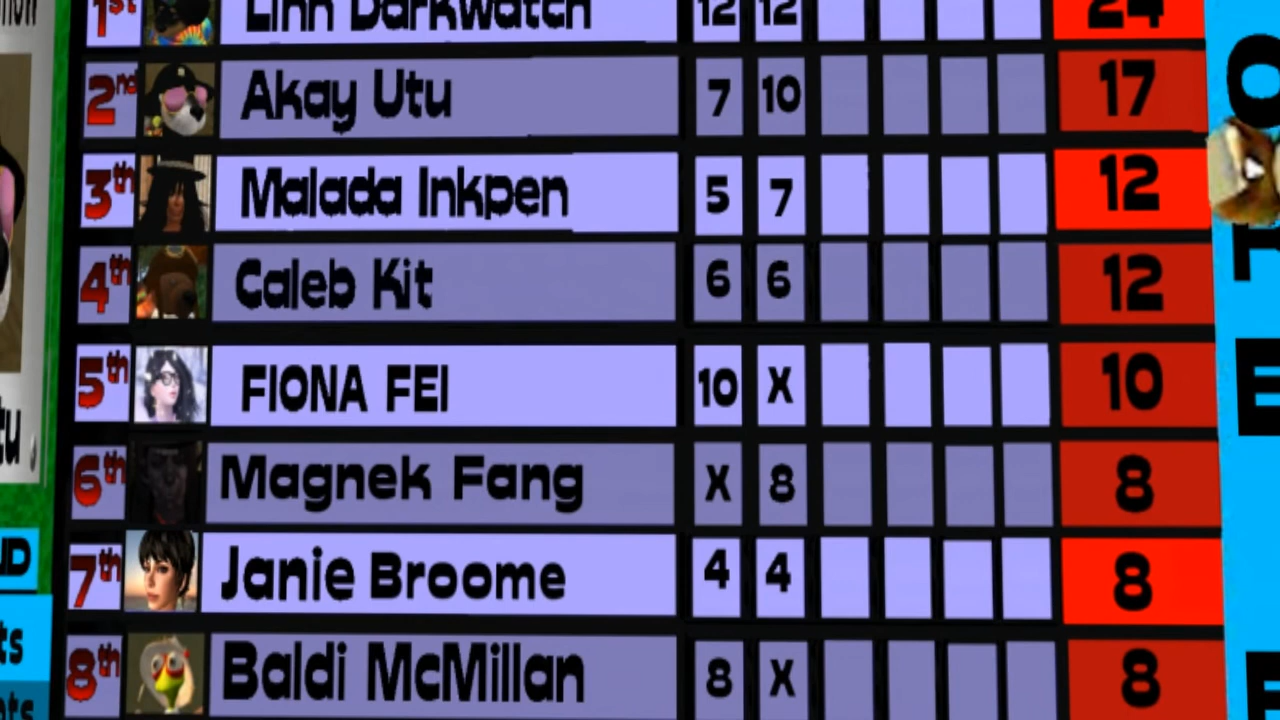 1st Linn Darkwatch 12 12 24
2nd Akay Utu 7 10 17
3th Malada Inkpen 5 7 12
4th Caleb Kit 6 6 12
5th FIONA FEI 10 X 10
6th Magnek Fang X 8 8
7th Janie Broome 4 4 8
8th Baldi McMillan 8 X 8